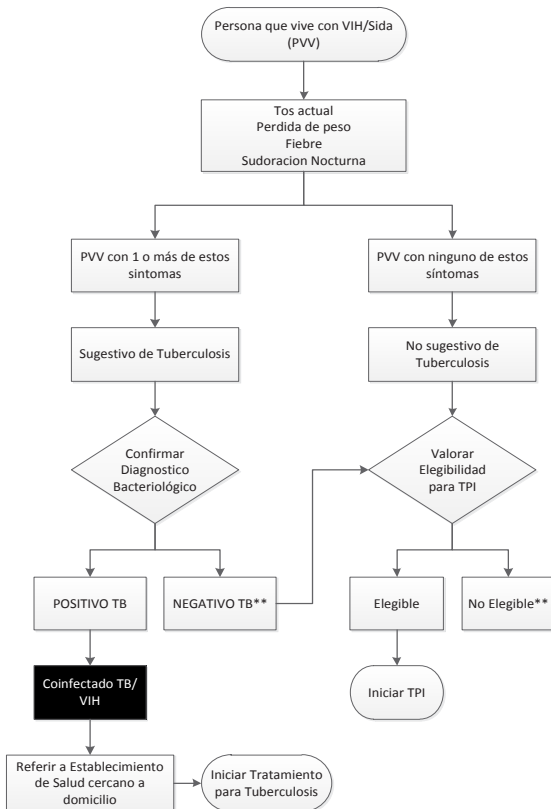 Persona que vive con VIH/Sida
(PVV)
Tos actual
Perdida de peso
Fiebre
Sudoracion Nocturna
PVV con 1 o más de estos
sintomas
PVV con ninguno de estos
síntomas
Sugestivo de Tuberculosis
No sugestivo de
Tuberculosis
Confirmar
Diagnostico
Bacteriológico
Valorar
Elegibilidad
para TPI
POSITIVO TB
NEGATIVO TB**
Elegible
No Elegible**
Coinfectado TB/
VIH
Iniciar TPI
Referir a Establecimiento
de Salud cercano a
domicilio
Iniciar Tratamiento
para Tuberculosis